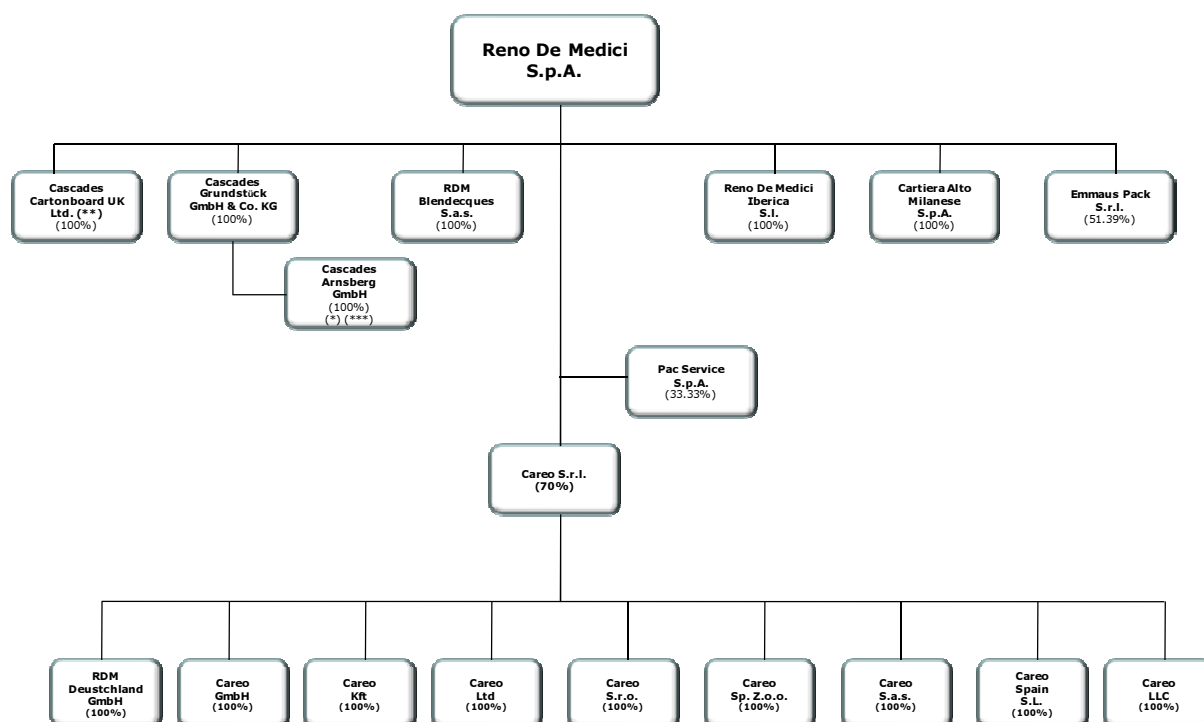 Reno De Medici
S.p.A.
Cascades
Cartonboard UK
Ltd. (**)
(100%)
Cascades
Grundstück
GmbH & Co. KG
(100%)
RDM
Blendecques
S.a.s.
(100%)
Reno De Medici
Iberica
S.l.
(100%)
Cartiera Alto
Milanese
S.p.A.
(100%)
Emmaus Pack
S.r.l.
(51.39%)
Cascades
Arnsberg
GmbH
(100%)
(*) (***)
Pac Service
S.p.A.
(33.33%)
Careo S.r.l.
(70%)
RDM
Deustchland
GmbH
(100%)
Careo
GmbH
(100%)
Careo
Kft
(100%)
Careo
Ltd
(100%)
Careo
S.r.o.
(100%)
Careo
Sp. Z.o.o.
(100%)
Careo
S.a.s.
(100%)
Careo
Spain
S.L.
(100%)
Careo
LLC
(100%)